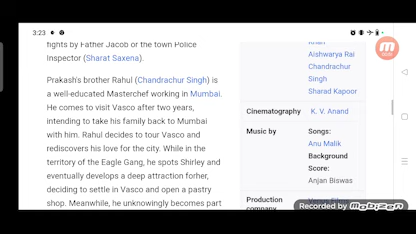 3:23
fights by Father Jacob or the town Police
Inspector (Sharat Saxena).
Prakash's brother Rahul (Chandrachur Singh) is
a well-educated Masterchef working in Mumbai.
He comes to visit Vasco after two years,
intending to take his family back to Mumbai
with him. Rahul decides to tour Vasco and
rediscovers his love for the city. While in the
territory of the Eagle Gang, he spots Shirley and
eventually develops a deep attraction forher,
deciding to settle in Vasco and open a pastry
shop. Meanwhile, he unknowingly becomes part
Khan
Aishwarya Rai
Chandrachur
Singh
Sharad Kapoor
Cinematography K. V. Anand
Music by Songs:
Anu Malik
Background
Score:
Anjan Biswas
Production
company
Recorded by Mobizen